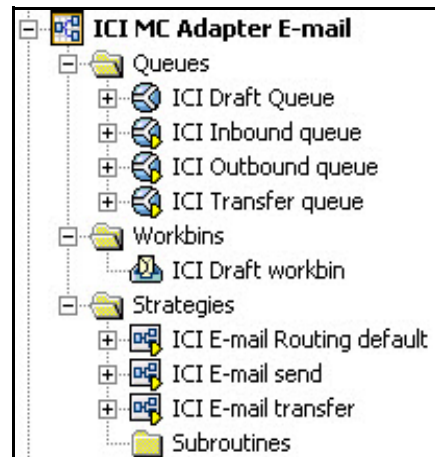 ICI MC Adapter E-mail
Queues
ICI Draft Queue
ICI Inbound queue
ICI Outbound queue
ICI Transfer queue
Workbins
ICI Draft workbin
Strategies
ICI E-mail Routing default
ICI E-mail send
ICI E-mail transfer
Subroutines